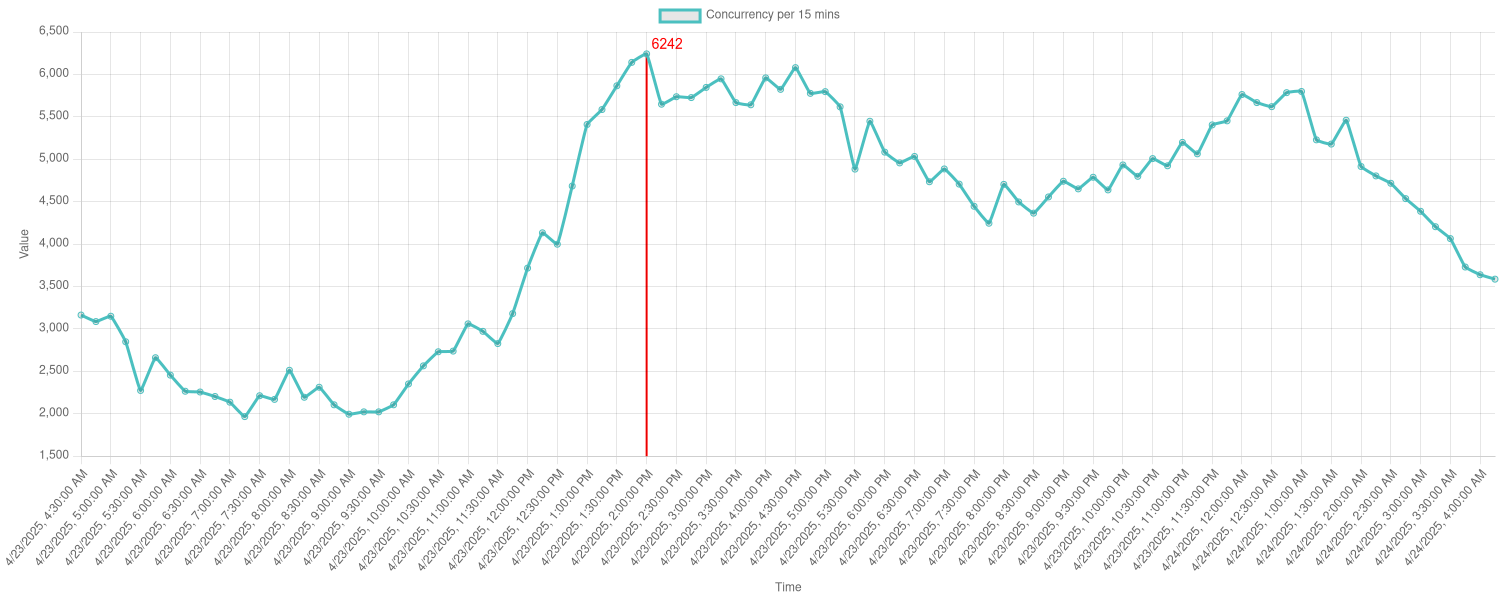 Concurrency per 15 mins
6,500
6242
6,000
5,500
5,000
4,500
4,000
3,500
3,000
2,500
2,000
1,500
Value
4/23/2025, 4:30:00 AM
4/23/2025, 5:00:00 AM
4/23/2025, 5:30:00 AM
4/23/2025, 6:00:00 AM
4/23/2025, 6:30:00 AM
4/23/2025, 7:00:00 AM
4/23/2025, 7:30:00 AM
4/23/2025, 8:00:00 AM
4/23/2025, 8:30:00 AM
4/23/2025, 9:00:00 AM
4/23/2025, 9:30:00 AM
4/23/2025, 10:00:00 AM
4/23/2025, 10:30:00 AM
4/23/2025, 11:00:00 AM
4/23/2025, 11:30:00 AM
4/23/2025, 12:00:00 PM
4/23/2025, 12:30:00 PM
4/23/2025, 1:00:00 PM
4/23/2025, 1:30:00 PM
4/23/2025, 2:00:00 PM
4/23/2025, 2:30:00 PM
4/23/2025, 3:00:00 PM
4/23/2025, 3:30:00 PM
4/23/2025, 4:00:00 PM
4/23/2025, 4:30:00 PM
4/23/2025, 5:00:00 PM
4/23/2025, 5:30:00 PM
4/23/2025, 6:00:00 PM
4/23/2025, 6:30:00 PM
4/23/2025, 7:00:00 PM
4/23/2025, 7:30:00 PM
4/23/2025, 8:00:00 PM
4/23/2025, 8:30:00 PM
4/23/2025, 9:00:00 PM
4/23/2025, 9:30:00 PM
4/23/2025, 10:00:00 PM
4/23/2025, 10:30:00 PM
4/23/2025, 11:00:00 PM
4/23/2025, 11:30:00 PM
4/24/2025, 12:00:00 AM
4/24/2025, 12:30:00 AM
4/24/2025, 1:00:00 AM
4/24/2025, 1:30:00 AM
4/24/2025, 2:00:00 AM
4/24/2025, 2:30:00 AM
4/24/2025, 3:00:00 AM
4/24/2025, 3:30:00 AM
4/24/2025, 4:00:00 AM
Time